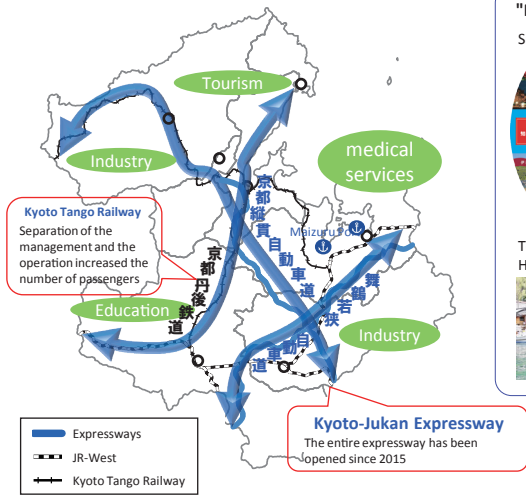 Tourism
Industry
medical
services
Kyoto Tango Railway
Separation of the
management and the
operation increased the
number of passengers
京都縦貫自動車道
Maizuru Po
京都丹後鉄道
舞鶴若狭自動車道
Education
Industry
Kyoto-Jukan Expressway
The entire expressway has been
opened since 2015
Expressways
JR-West
Kyoto Tango Railway
S
T
H